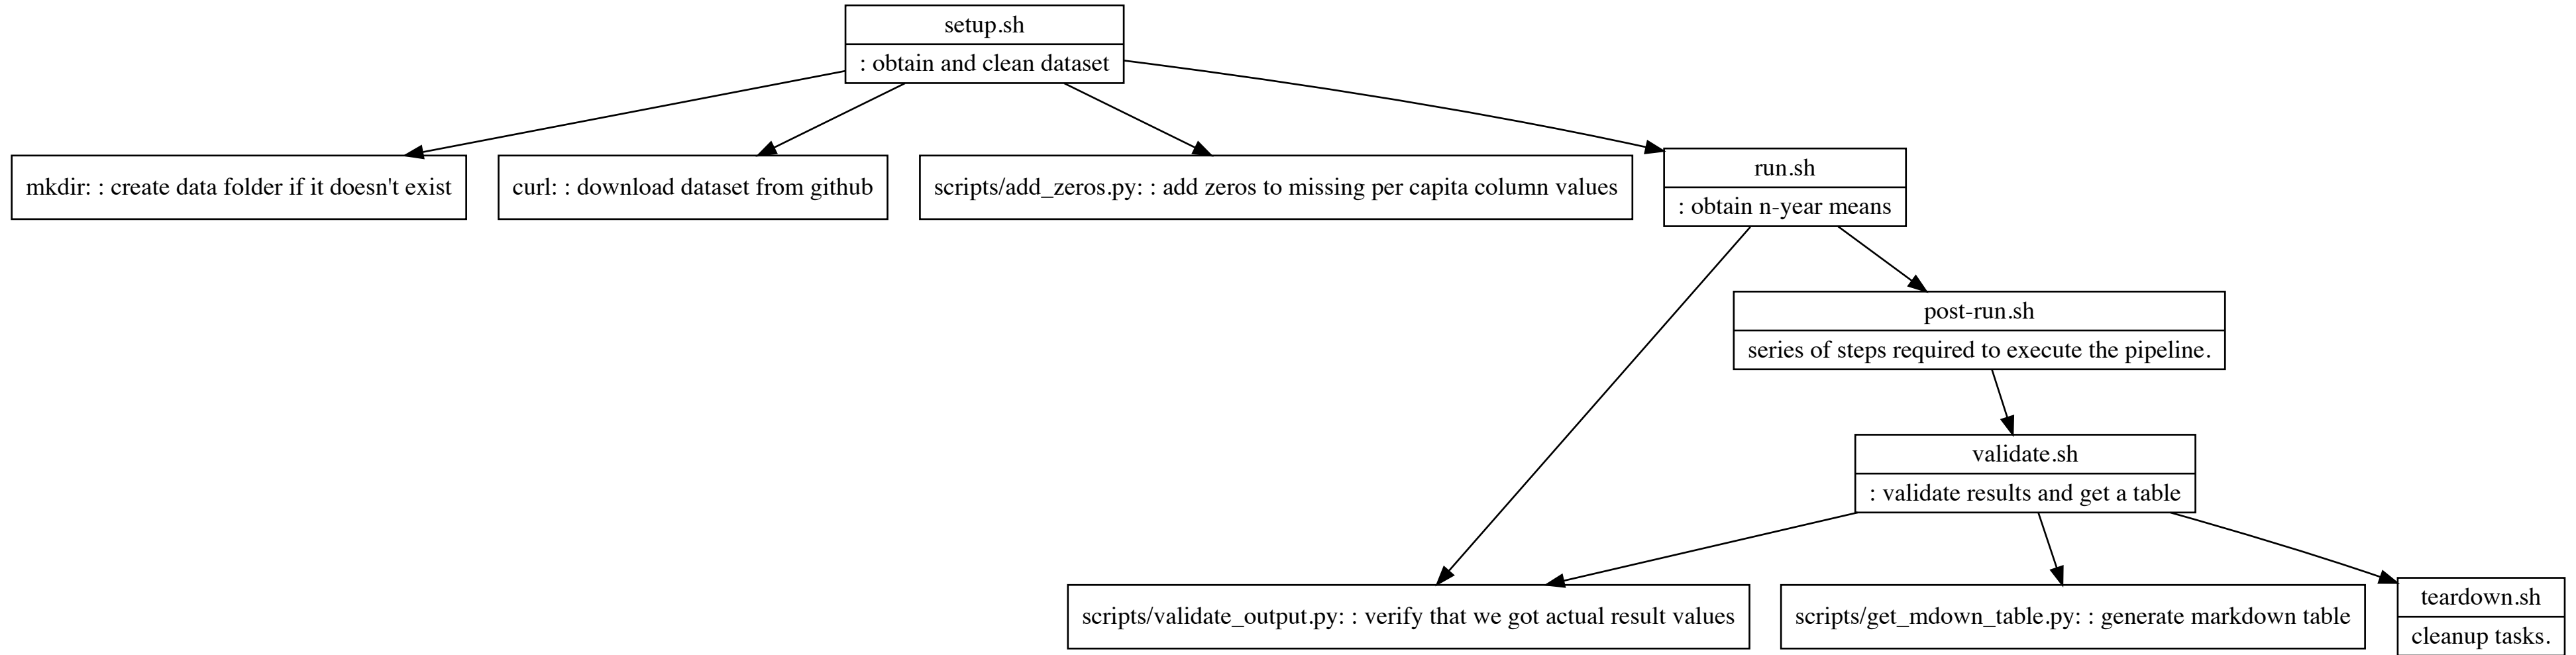 setup.sh
: obtain and clean dataset
mkdir: : create data folder if it doesn't exist
curl: : download dataset from github
scripts/add_zeros.py: : add zeros to missing per capita column values
run.sh
: obtain n-year means
post-run.sh
series of steps required to execute the pipeline.
validate.sh
: validate results and get a table
scripts/validate_output.py: : verify that we got actual result values
scripts/get_mdown_table.py: : generate markdown table
teardown.sh
cleanup tasks.